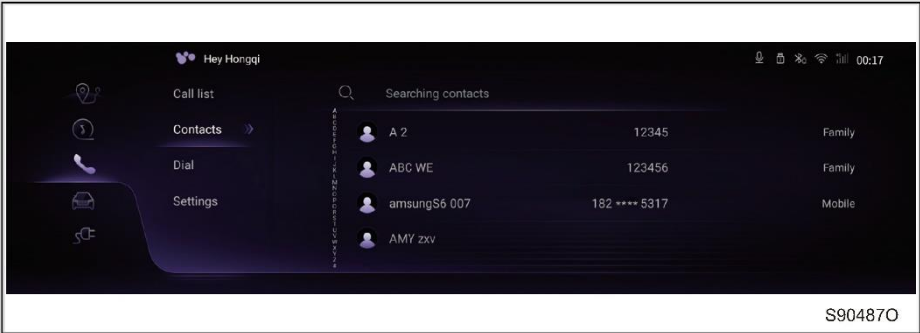 Hey Hongqi
00:17
Call list
Contacts
Dial
Settings
Searching contacts
A 2 12345 Family
ABC WE 123456 Family
amsungS6 007 182 **** 5317 Mobile
AMY zxv
A
B
C
D
E
F
G
H
I
J
K
L
M
N
O
P
Q
R
S
T
U
V
W
X
Y
Z
#
S90487O